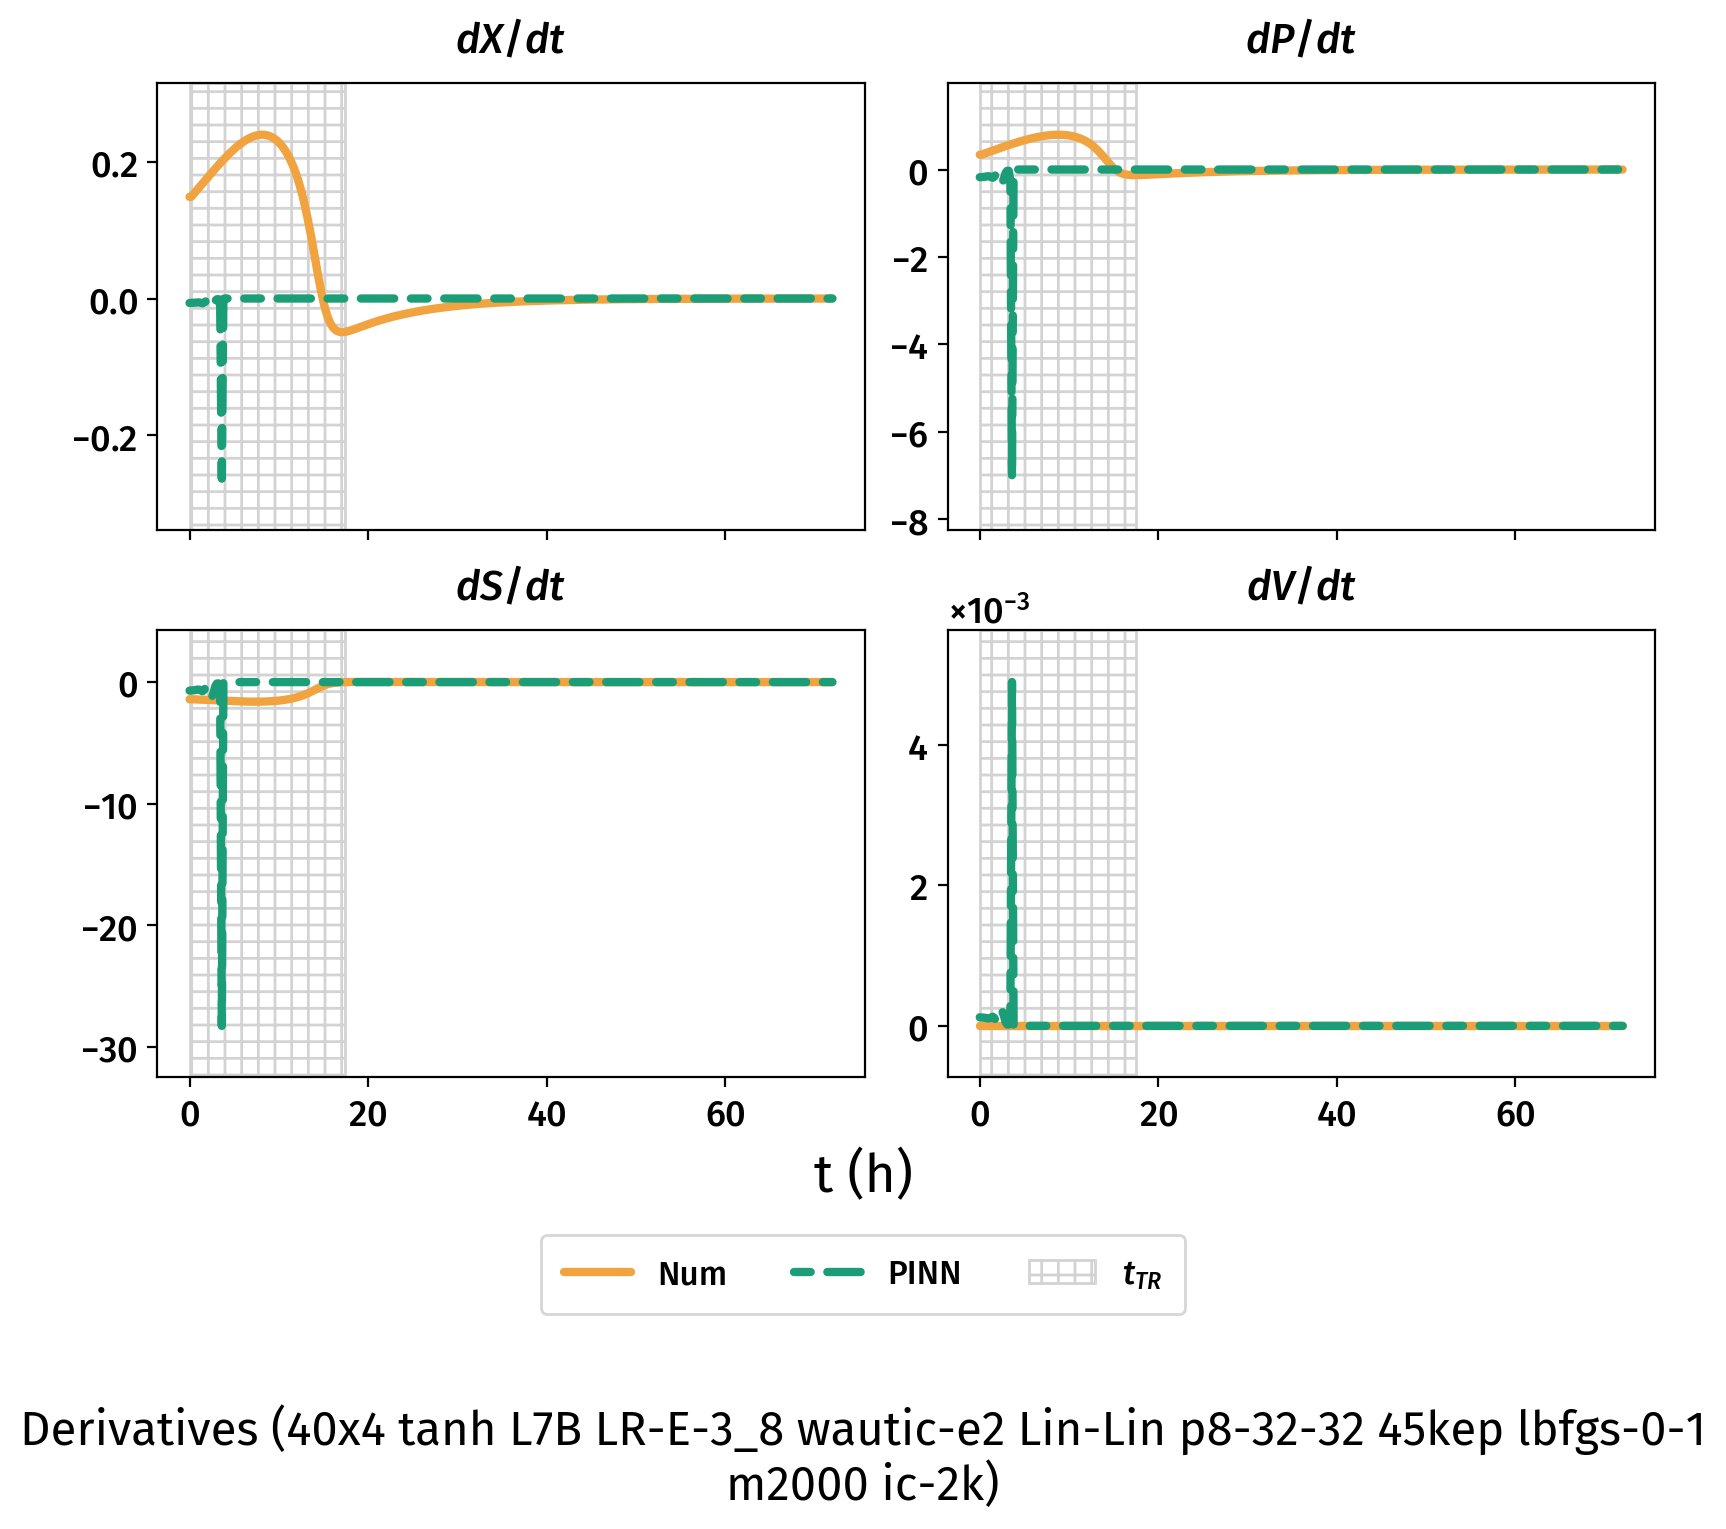 dX/dt
dP/dt
0.2
0.0
−0.2
0
−2
−4
−6
−8
dS/dt
dV/dt
×10−3
0
−10
−20
−30
4
2
0
0 20 40 60
0 20 40 60
t (h)
Num PINN tTR
Derivatives (40x4 tanh L7B LR-E-3_8 wautic-e2 Lin-Lin p8-32-32 45kep lbfgs-0-1
m2000 ic-2k)